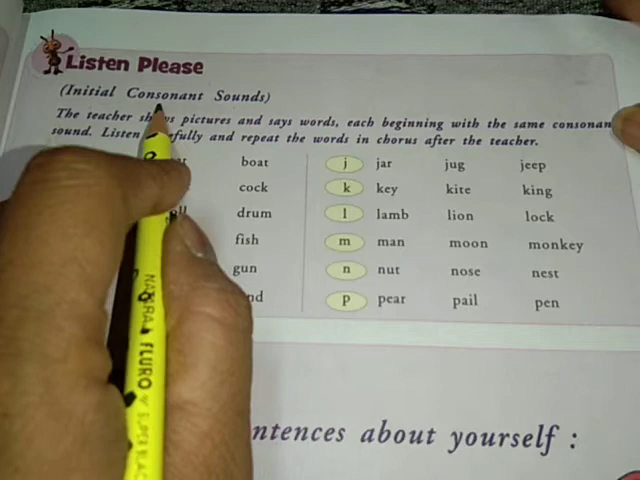 Listen Please
(Initial Consonant Sounds)
The teacher pictures and says words, each beginning with the same consonan
sound. Listen and repeat the words in chorus after the teacher.
boat j jar jug jeep
cock k key kite king
drum l lamb lion lock
fish m man moon monkey
gun n nut nose nest
p pear pail pen
about yourself :
NATARAJ FLURO